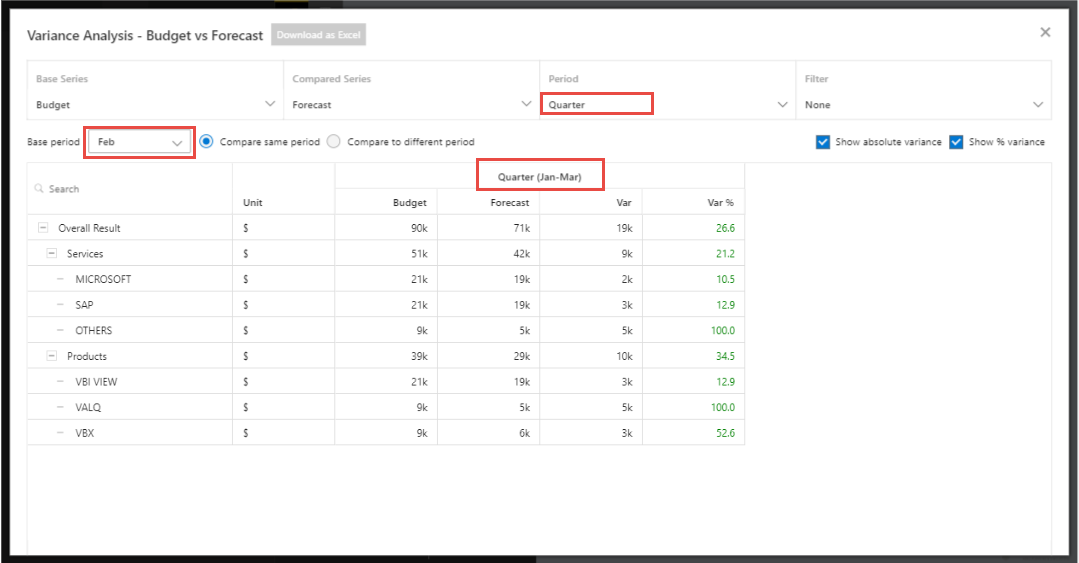 Variance Analysis - Budget vs Forecast Download as Excel
Base Series Compared Series Period Filter
Budget Forecast Quarter None
Base period Feb Compare same period Compare to different period Show absolute variance Show % variance
Quarter (Jan-Mar)
Search
Unit Budget Forecast Var Var %
Overall Result $ 90k 71k 19k 26.6
Services $ 51k 42k 9k 21.2
MICROSOFT $ 21k 19k 2k 10.5
SAP $ 21k 19k 3k 12.9
OTHERS $ 9k 5k 5k 100.0
Products $ 39k 29k 10k 34.5
VBI VIEW $ 21k 19k 3k 12.9
VALQ $ 9k 5k 5k 100.0
VBX $ 9k 6k 3k 52.6